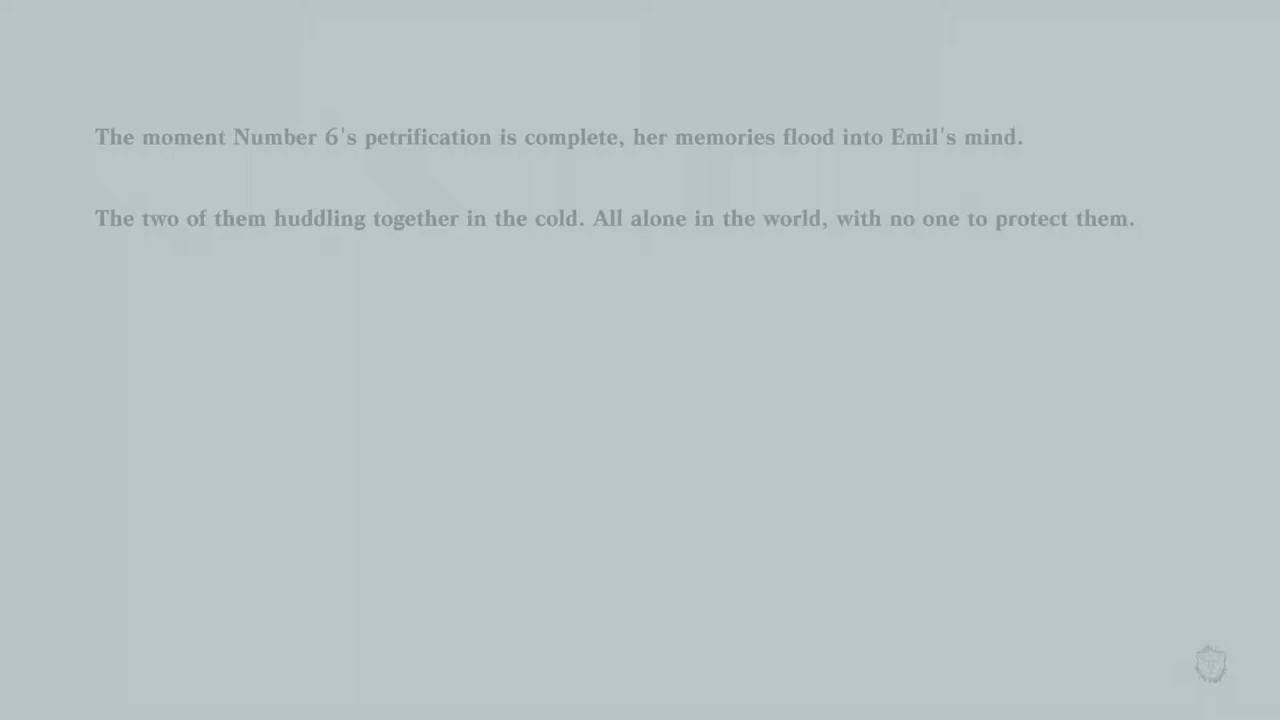 The moment Number 6's petrification is complete, her memories flood into Emil's mind.
The two of them huddling together in the cold. All alone in the world, with no one to protect them.